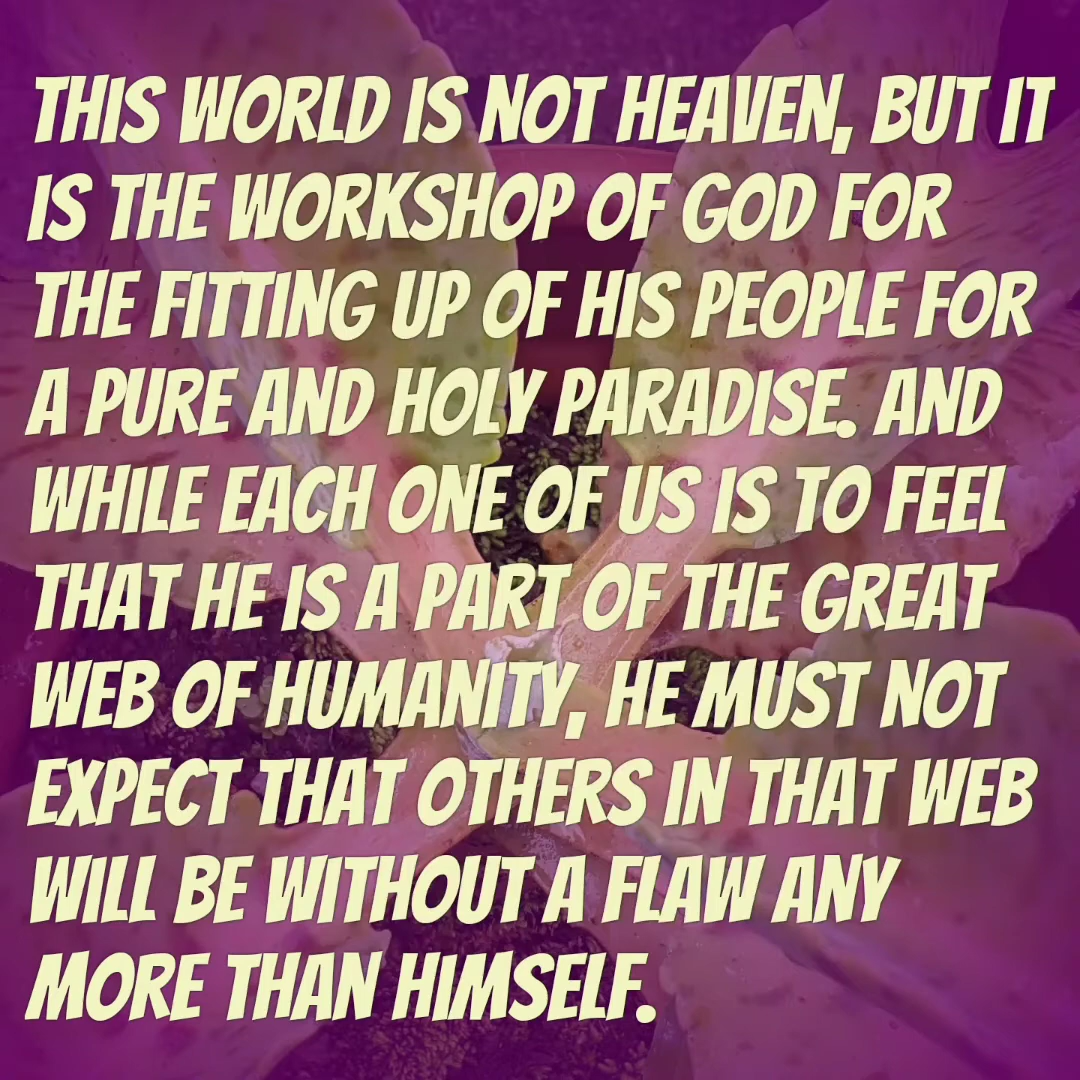 THIS WORLD IS NOT HEAVEN, BUT IT
IS THE WORKSHOP OF GOD FOR
THE FITTING UP OF HIS PEOPLE FOR
A PURE AND HOLY PARADISE. AND
WHILE EACH ONE OF US IS TO FEEL
THAT HE IS A PART OF THE GREAT
WEB OF HUMANITY, HE MUST NOT
EXPECT THAT OTHERS IN THAT WEB
WILL BE WITHOUT A FLAW ANY
MORE THAN HIMSELF.